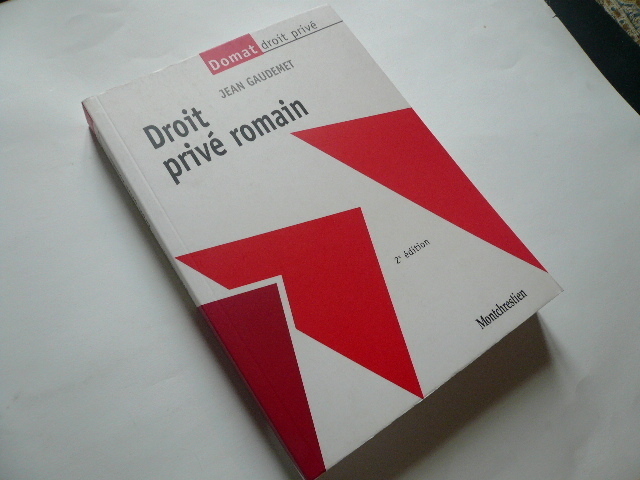 Domat droit privé
JEAN GAUDEMET
Droit
privé romain
2e édition
Montchrestien